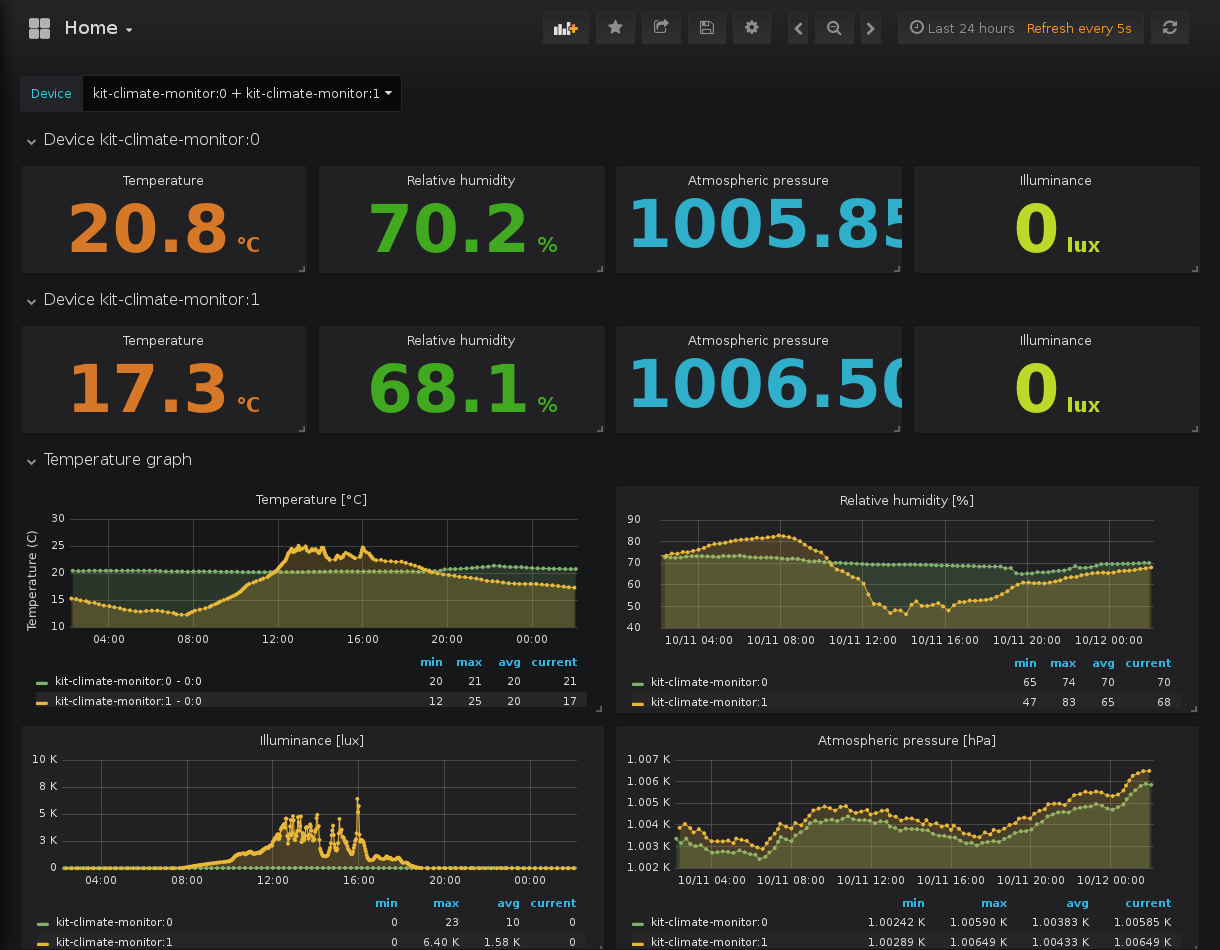 Home
Last 24 hours Refresh every 5s
Device kit-climate-monitor:0 + kit-climate-monitor:1
Device kit-climate-monitor:0
Temperature Relative humidity Atmospheric pressure Illuminance
20.8 °C 70.2 % 1005.85 0 lux
Device kit-climate-monitor:1
Temperature Relative humidity Atmospheric pressure Illuminance
17.3 °C 68.1 % 1006.50 0 lux
Temperature graph
Temperature [°C]
Temperature (C)
30
25
20
15
10
04:00 08:00 12:00 16:00 20:00 00:00
min max avg current
kit-climate-monitor:0 - 0:0 20 21 20 21
kit-climate-monitor:1 - 0:0 12 25 20 17
Relative humidity [%]
90
80
70
60
50
40
10/11 04:00 10/11 08:00 10/11 12:00 10/11 16:00 10/11 20:00 10/12 00:00
min max avg current
kit-climate-monitor:0 65 74 70 70
kit-climate-monitor:1 47 83 65 68
Illuminance [lux]
10 K
8 K
5 K
3 K
0
04:00 08:00 12:00 16:00 20:00 00:00
min max avg current
kit-climate-monitor:0 0 23 10 0
kit-climate-monitor:1 0 6.40 K 1.58 K 0
Atmospheric pressure [hPa]
1.007 K
1.006 K
1.005 K
1.004 K
1.003 K
1.002 K
10/11 04:00 10/11 08:00 10/11 12:00 10/11 16:00 10/11 20:00 10/12 00:00
min max avg current
kit-climate-monitor:0 1.00242 K 1.00590 K 1.00383 K 1.00585 K
kit-climate-monitor:1 1.00289 K 1.00649 K 1.00433 K 1.00649 K